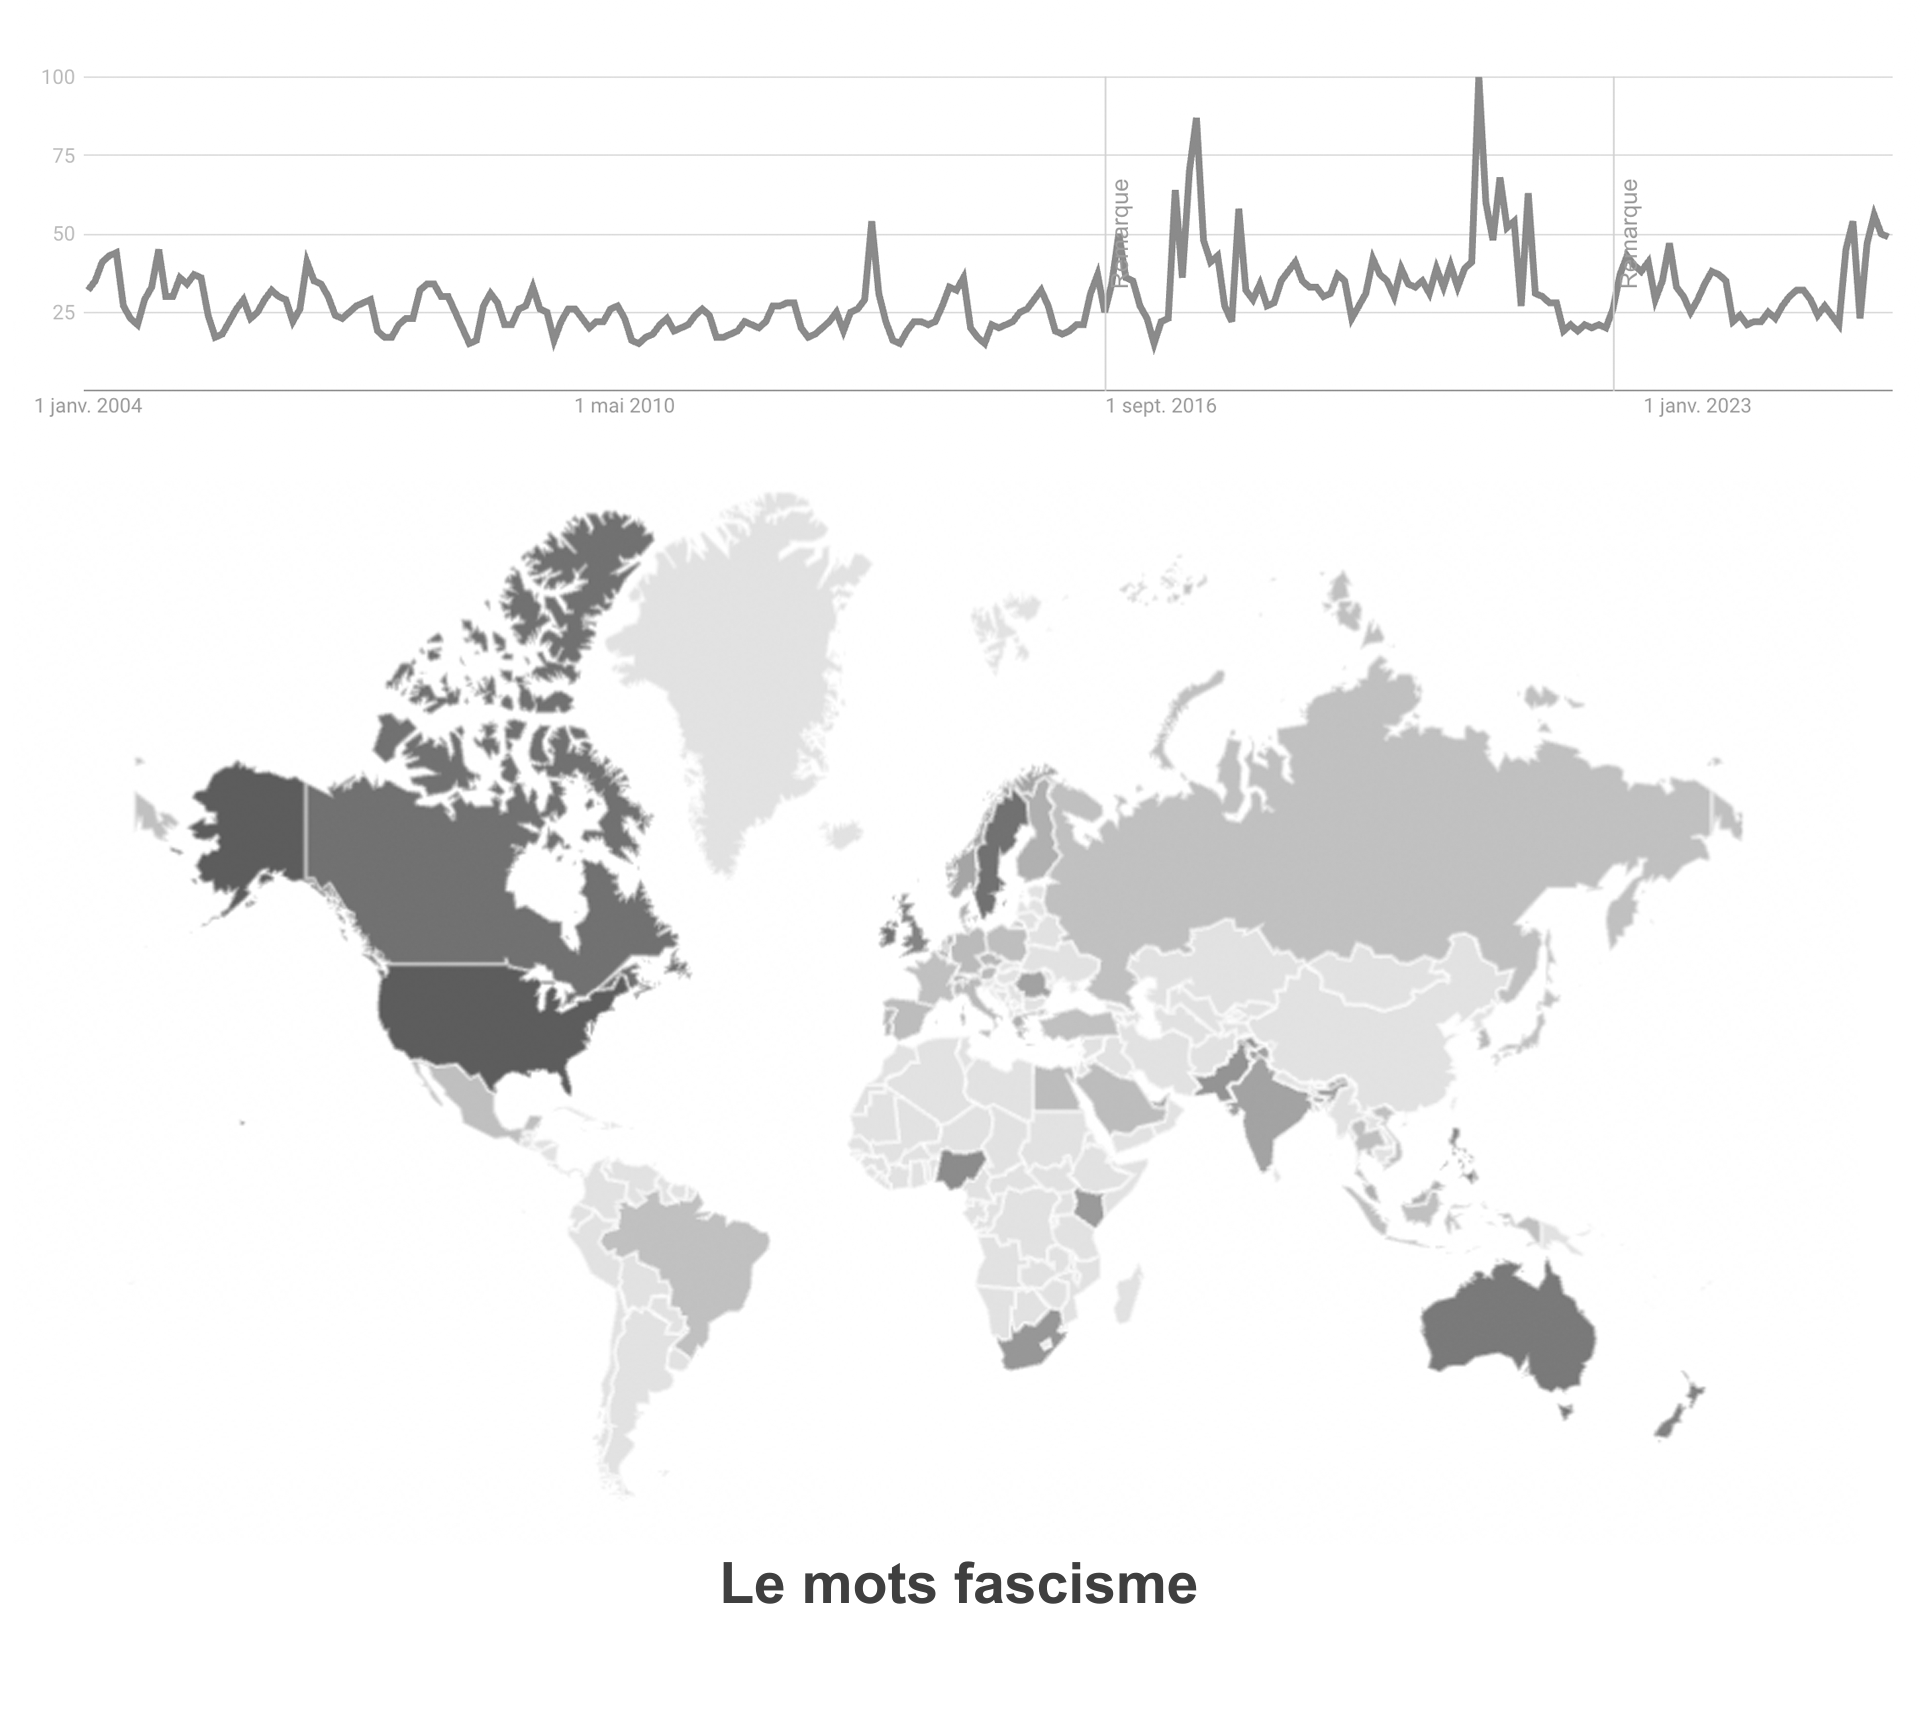 100
75
50
25
Remarque
Remarque
1 janv. 2004
1 mai 2010
1 sept. 2016
1 janv. 2023
Le mots fascisme